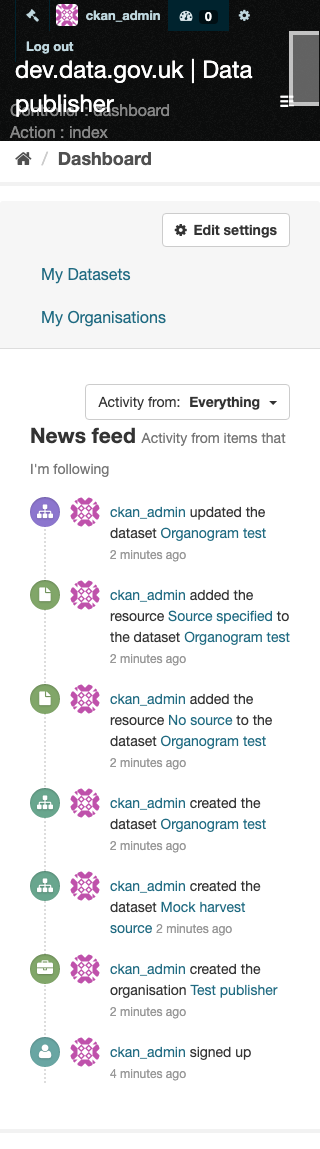 ckan_admin 0
Log out
dev.data.gov.uk | Data
publisher
Controller : dashboard
Action : index
/ Dashboard
Edit settings
My Datasets
My Organisations
Activity from: Everything
News feed Activity from items that
I'm following
ckan_admin updated the
dataset Organogram test
2 minutes ago
ckan_admin added the
resource Source specified to
the dataset Organogram test
2 minutes ago
ckan_admin added the
resource No source to the
dataset Organogram test
2 minutes ago
ckan_admin created the
dataset Organogram test
2 minutes ago
ckan_admin created the
dataset Mock harvest
source 2 minutes ago
ckan_admin created the
organisation Test publisher
2 minutes ago
ckan_admin signed up
4 minutes ago